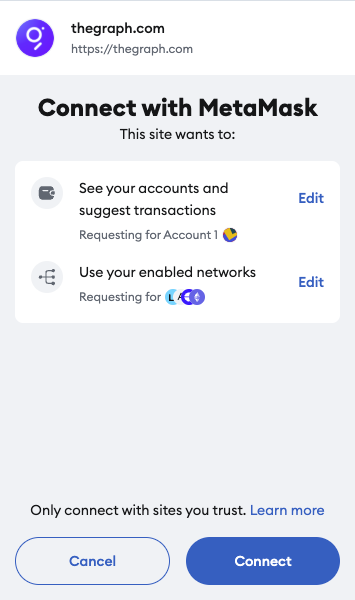 thegraph.com
https://thegraph.com
Connect with MetaMask
This site wants to:
See your accounts and
suggest transactions
Edit
Requesting for Account 1
Use your enabled networks
Edit
Requesting for
Only connect with sites you trust. Learn more
Cancel
Connect